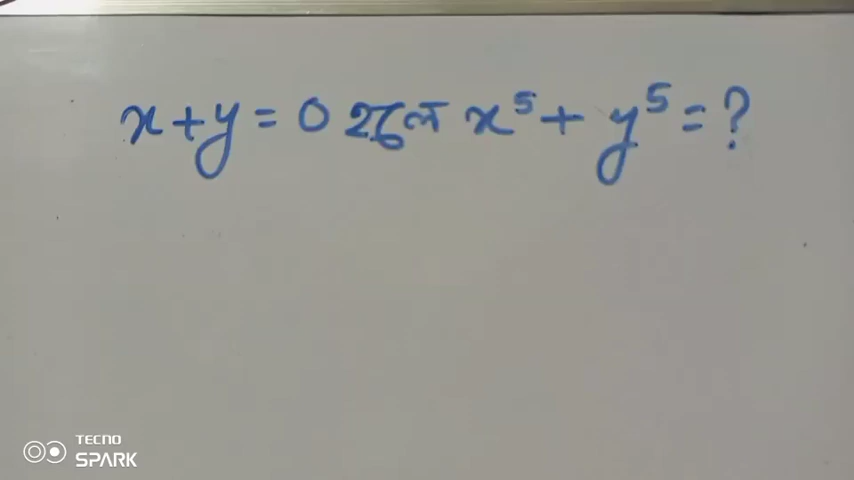 x + y = 0 হলে x⁵ + y⁵ = ?
TECNO
SPARK